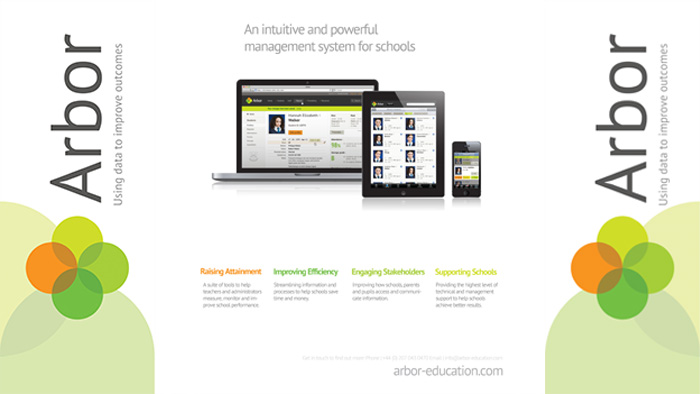 An intuitive and powerful
management system for schools
Arbor
Using data to improve outcomes
Arbor
Using data to improve outcomes
Raising Attainment
A suite of tools to help
teachers and administrators
measure, monitor and im-
prove school performance.
Improving Efficiency
Streamlining information and
processes to help schools save
time and money.
Engaging Stakeholders
Improving how schools, parents
and pupils access and communi-
cate information.
Supporting Schools
Providing the highest level of
technical and management
support to help schools
achieve better results.
arbor-education.com